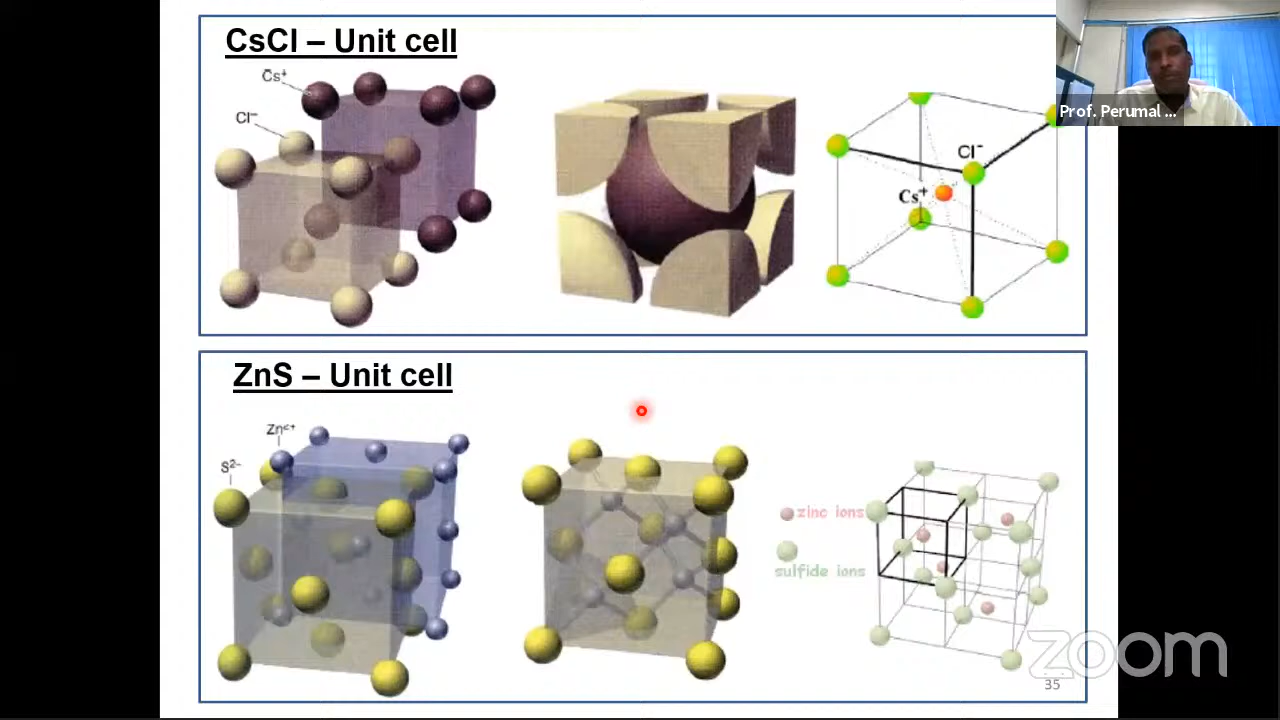 CsCl – Unit cell
Cs⁺
Cl⁻
Cl⁻
Cs⁺
Prof. Perumal ...
ZnS – Unit cell
S²⁻
zinc ions
sulfide ions
zoom
35